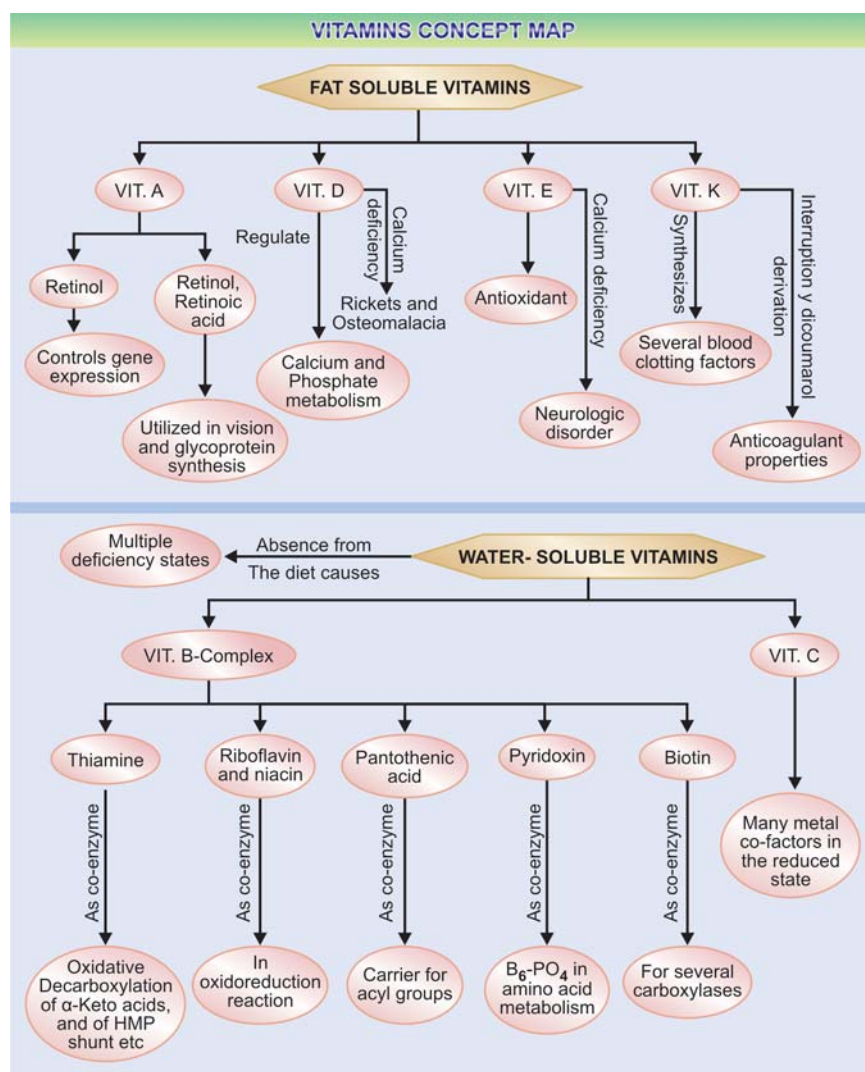 VITAMINS CONCEPT MAP
FAT SOLUBLE VITAMINS
VIT. A
VIT. D
VIT. E
VIT. K
Regulate
Calcium
deficiency
Calcium deficiency
Synthesizes
Interruption y dicoumarol
derivation
Retinol
Retinol,
Retinoic
acid
Rickets and
Osteomalacia
Antioxidant
Controls gene
expression
Calcium and
Phosphate
metabolism
Several blood
clotting factors
Utilized in vision
and glycoprotein
synthesis
Neurologic
disorder
Anticoagulant
properties
Multiple
deficiency states
Absence from
The diet causes
WATER- SOLUBLE VITAMINS
VIT. B-Complex
VIT. C
Thiamine
Riboflavin
and niacin
Pantothenic
acid
Pyridoxin
Biotin
As co-enzyme
As co-enzyme
As co-enzyme
As co-enzyme
As co-enzyme
Many metal
co-factors in
the reduced
state
Oxidative
Decarboxylation
of α-Keto acids,
and of HMP
shunt etc
In
oxidoreduction
reaction
Carrier for
acyl groups
B₆-PO₄ in
amino acid
metabolism
For several
carboxylases